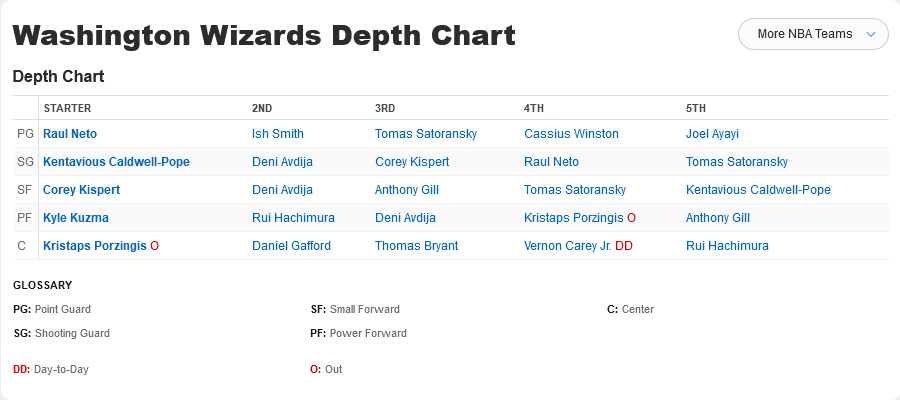 Washington Wizards Depth Chart
More NBA Teams
Depth Chart
STARTER 2ND 3RD 4TH 5TH
PG Raul Neto Ish Smith Tomas Satoransky Cassius Winston Joel Ayayi
SG Kentavious Caldwell-Pope Deni Avdija Corey Kispert Raul Neto Tomas Satoransky
SF Corey Kispert Deni Avdija Anthony Gill Tomas Satoransky Kentavious Caldwell-Pope
PF Kyle Kuzma Rui Hachimura Deni Avdija Kristaps Porzingis O Anthony Gill
C Kristaps Porzingis O Daniel Gafford Thomas Bryant Vernon Carey Jr. DD Rui Hachimura
GLOSSARY
PG: Point Guard SF: Small Forward C: Center
SG: Shooting Guard PF: Power Forward
DD: Day-to-Day O: Out